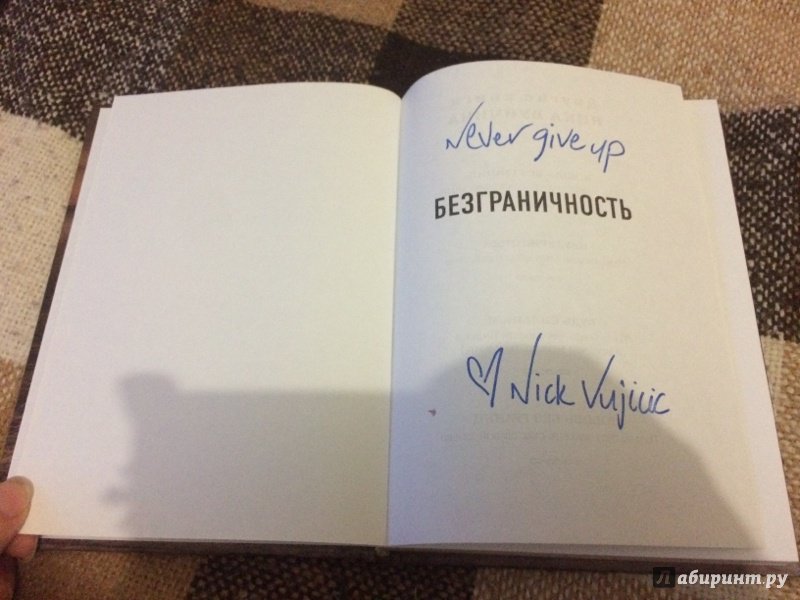 Never give up
БЕЗГРАНИЧНОСТЬ
♡ Nick Vujicic
Лабиринт.ру